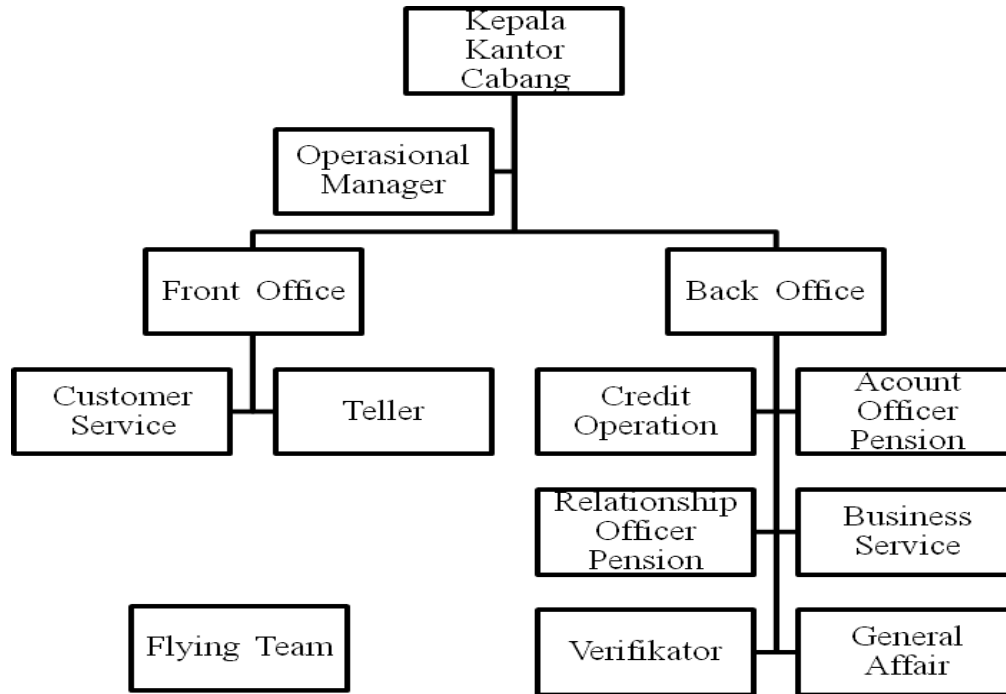 Kepala
Kantor
Cabang
Operasional
Manager
Front Office
Back Office
Customer
Service
Teller
Credit
Operation
Acount
Officer
Pension
Relationship
Officer
Pension
Business
Service
Flying Team
Verifikator
General
Affair